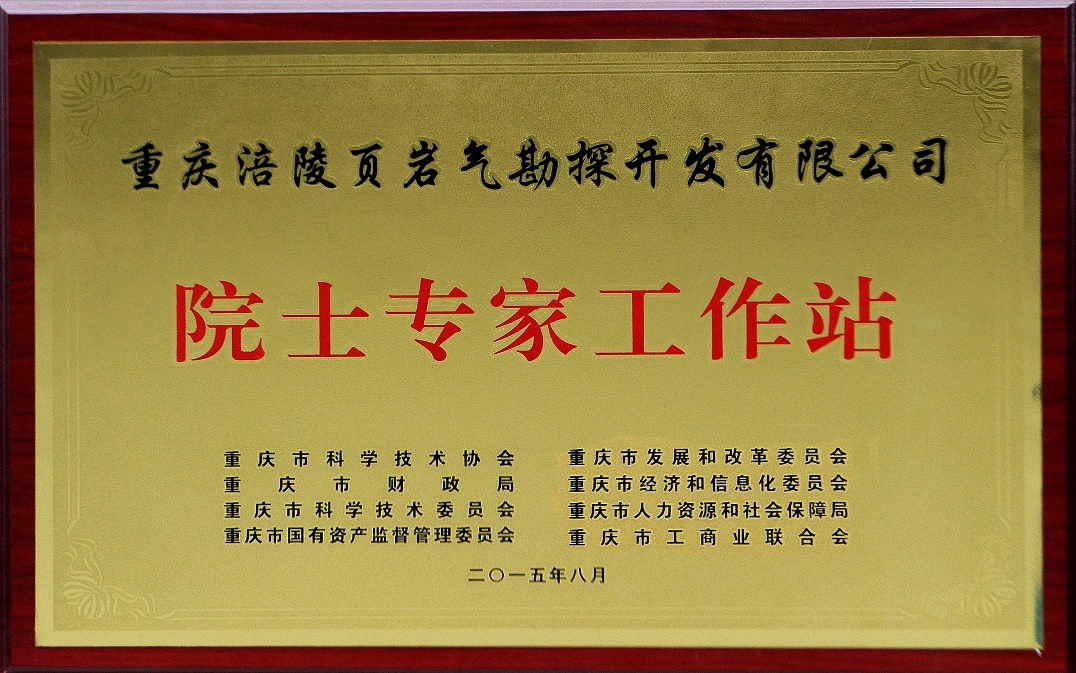 重庆涪陵页岩气勘探开发有限公司
院士专家工作站
重庆市科学技术协会
重庆市财政局
重庆市科学技术委员会
重庆市国有资产监督管理委员会
重庆市发展和改革委员会
重庆市经济和信息化委员会
重庆市人力资源和社会保障局
重庆市工商业联合会
二〇一五年八月